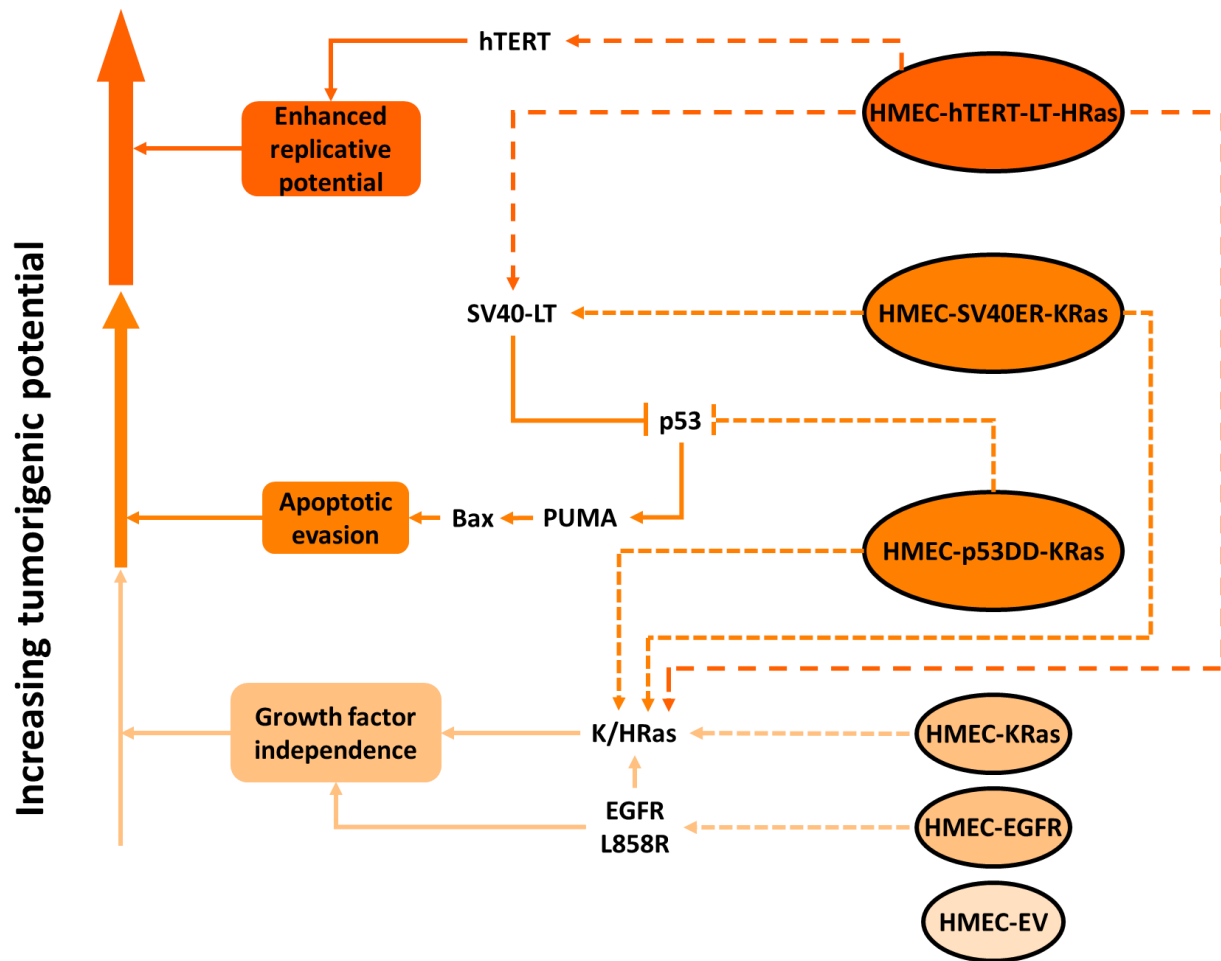 Increasing tumorigenic potential
hTERT
Enhanced
replicative
potential
HMEC-hTERT-LT-HRas
SV40-LT
HMEC-SV40ER-KRas
p53
Apoptotic
evasion
Bax
PUMA
HMEC-p53DD-KRas
Growth factor
independence
K/HRas
HMEC-KRas
EGFR
L858R
HMEC-EGFR
HMEC-EV